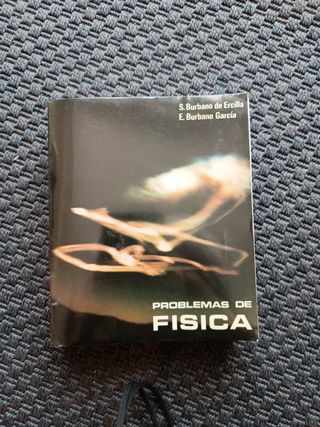 S. Burbano de Ercilla
E. Burbano García
PROBLEMAS DE
FISICA